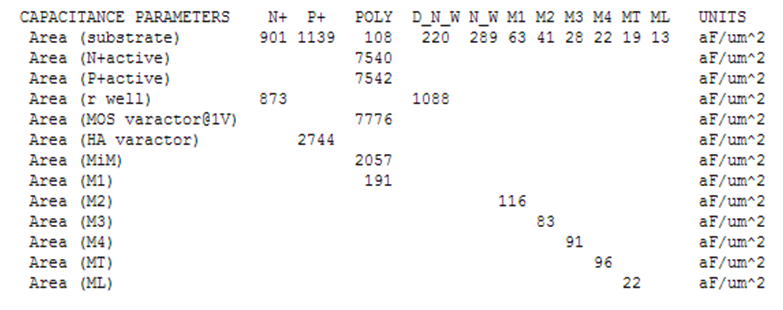 CAPACITANCE PARAMETERS N+ P+ POLY D_N_W N_W M1 M2 M3 M4 MT ML UNITS
Area (substrate) 901 1139 108 220 289 63 41 28 22 19 13 aF/um^2
Area (N+active) 7540 aF/um^2
Area (P+active) 7542 aF/um^2
Area (r well) 873 1088 aF/um^2
Area (MOS varactor@1V) 7776 aF/um^2
Area (HA varactor) 2744 aF/um^2
Area (MiM) 2057 aF/um^2
Area (M1) 191 aF/um^2
Area (M2) 116 aF/um^2
Area (M3) 83 aF/um^2
Area (M4) 91 aF/um^2
Area (MT) 96 aF/um^2
Area (ML) 22 aF/um^2